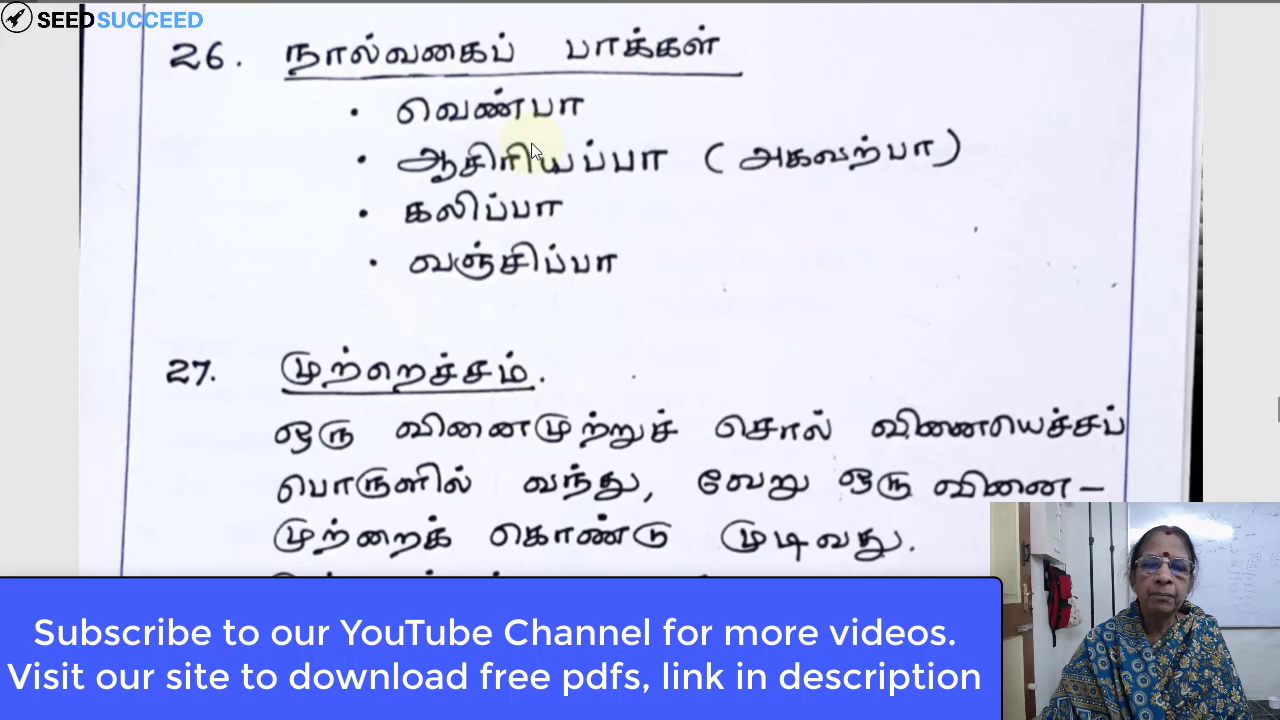 SEEDSUCCEED
26. நால்வகைப் பாக்கள்
• வெண்பா
• ஆசிரியப்பா (அகவற்பா)
• கலிப்பா
• வஞ்சிப்பா
27. முற்றெச்சம்.
ஒரு வினைமுற்றுச் சொல் வினையெச்சப்
பொருளில் வந்து, வேறு ஒரு வினை-
முற்றைக் கொண்டு முடிவது.
Subscribe to our YouTube Channel for more videos.
Visit our site to download free pdfs, link in description